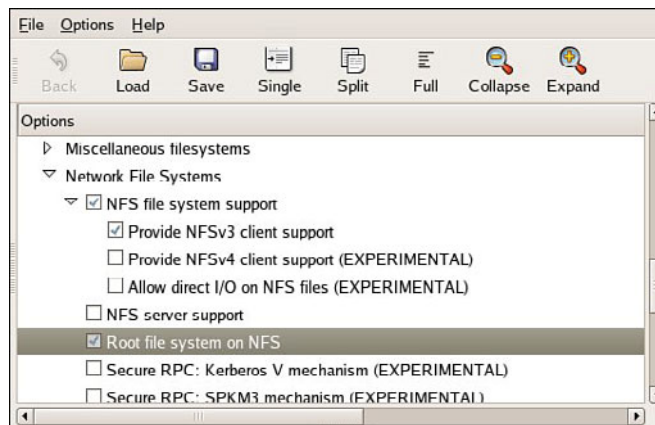 File Options Help
Back Load Save Single Split Full Collapse Expand
Options
Miscellaneous filesystems
Network File Systems
NFS file system support
Provide NFSv3 client support
Provide NFSv4 client support (EXPERIMENTAL)
Allow direct I/O on NFS files (EXPERIMENTAL)
NFS server support
Root file system on NFS
Secure RPC: Kerberos V mechanism (EXPERIMENTAL)
Secure RPC: SPKM3 mechanism (EXPERIMENTAL)